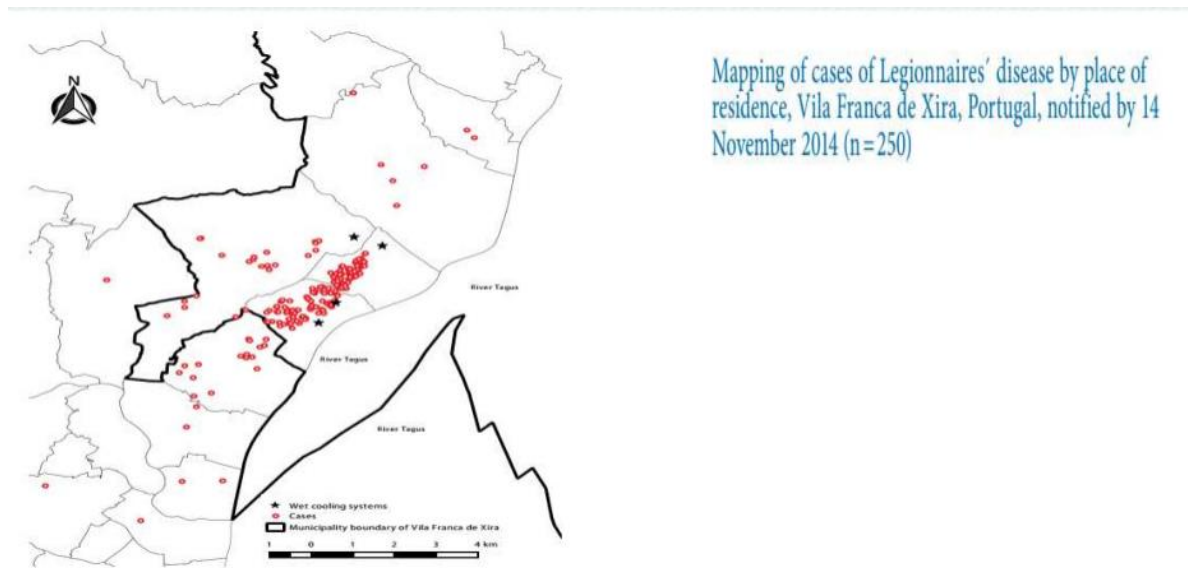 N
Mapping of cases of Legionnaires´ disease by place of
residence, Vila Franca de Xira, Portugal, notified by 14
November 2014 (n=250)
River Tagus
River Tagus
River Tagus
Wet cooling systems
Cases
Municipality boundary of Vila Franca de Xira
1 0 1 2 3 4 km